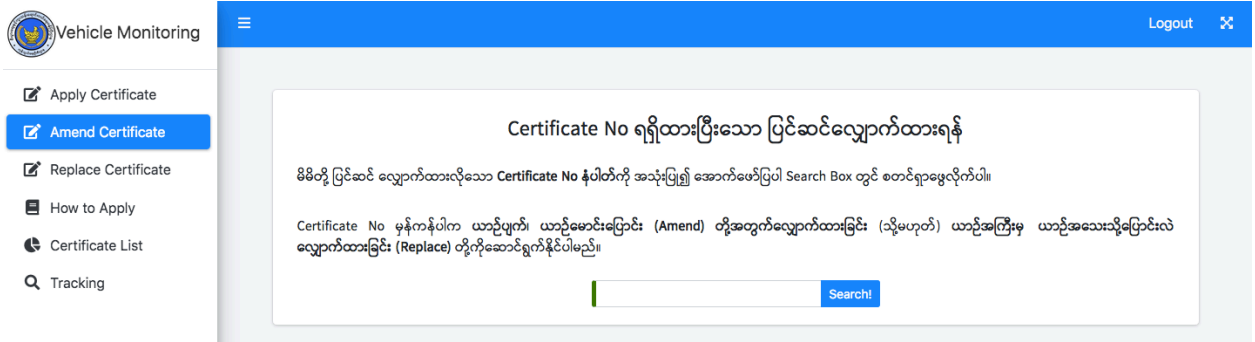 Vehicle Monitoring
Logout
Apply Certificate
Amend Certificate
Replace Certificate
How to Apply
Certificate List
Tracking
Certificate No ရရှိထားပြီးသော ပြင်ဆင်လျှောက်ထားရန်
မိမိတို့ ပြင်ဆင် လျှောက်ထားလိုသော Certificate No နံပါတ်ကို အသုံးပြု၍ အောက်ဖော်ပြပါ Search Box တွင် စတင်ရှာဖွေလိုက်ပါ။
Certificate No မှန်ကန်ပါက ယာဉ်ပျက်၊ ယာဉ်မောင်းပြောင်း (Amend) တို့အတွက်လျှောက်ထားခြင်း (သို့မဟုတ်) ယာဉ်အကြီးမှ ယာဉ်အသေးသို့ပြောင်းလဲ
လျှောက်ထားခြင်း (Replace) တို့ကိုဆောင်ရွက်နိုင်ပါမည်။
Search!